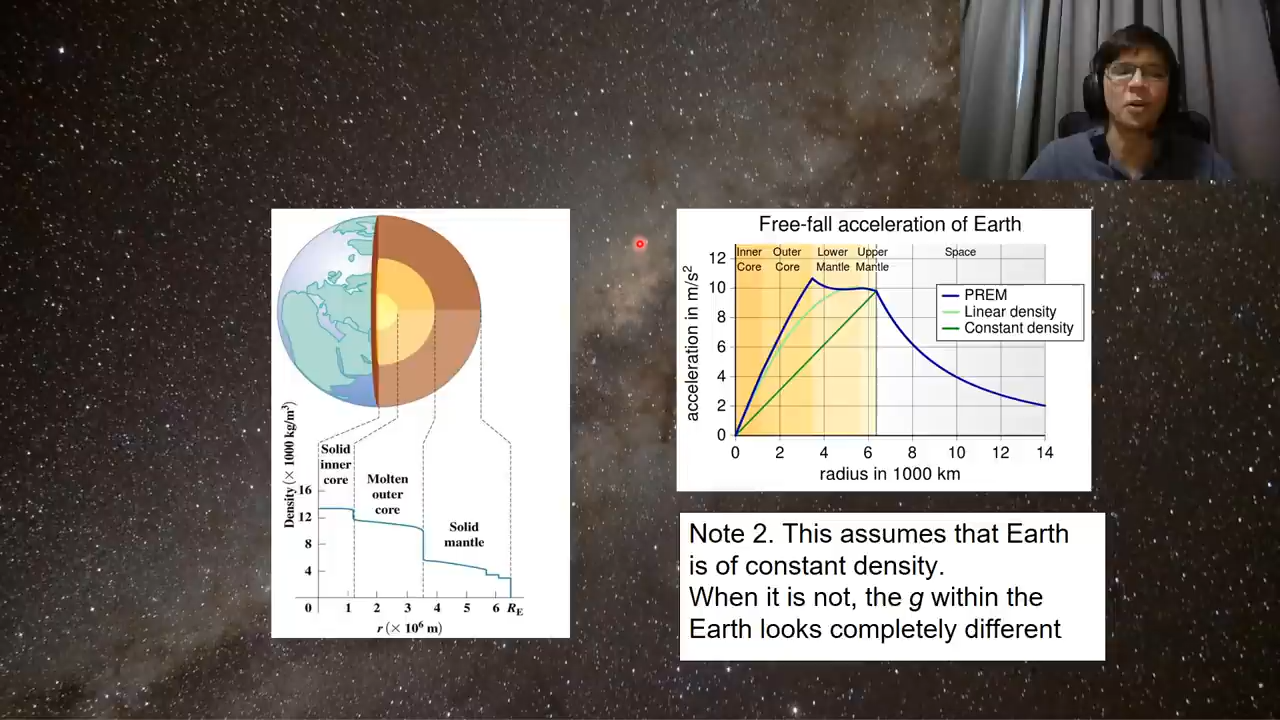 Density (× 1000 kg/m³)
Solid
inner
core
Molten
outer
core
Solid
mantle
16
12
8
4
0 1 2 3 4 5 6 R_E
r (× 10⁶ m)
Free-fall acceleration of Earth
Inner Outer Lower Upper Space
Core Core Mantle Mantle
PREM
Linear density
Constant density
acceleration in m/s²
12
10
8
6
4
2
0
0 2 4 6 8 10 12 14
radius in 1000 km
Note 2. This assumes that Earth
is of constant density.
When it is not, the g within the
Earth looks completely different